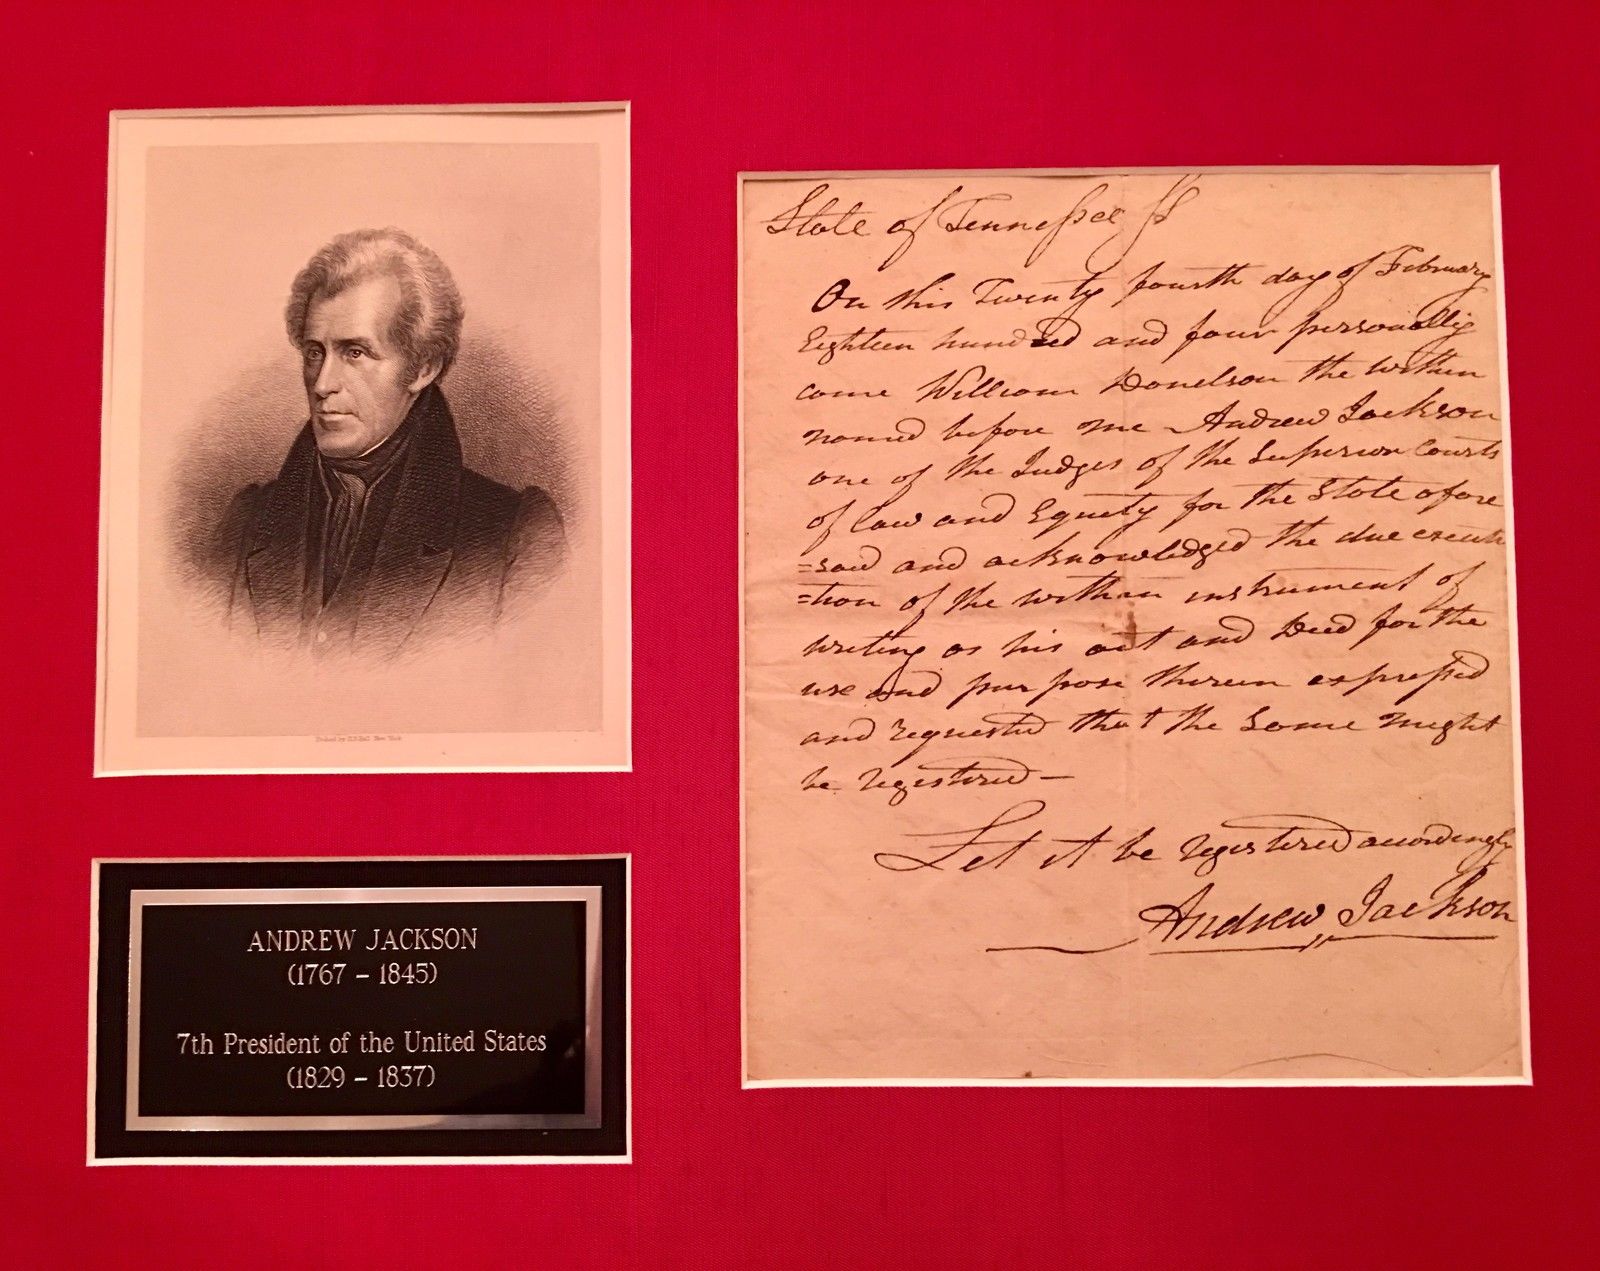 State of Tennessee Ss
On this Twenty fourth day of February
Eighteen hundred and four personally
came William Donelson the within
named before me Andrew Jackson
one of the Judges of the Superior Courts
of law and Equety for the State afore
=said and acknowledged the due execu
=tion of the within instrument of
writing as his act and Deed for the
use and purpose therein expressed
and requested that the same might
be registered —
Let it be registered accordingly
Andrew Jackson
ANDREW JACKSON
(1767 – 1845)
7th President of the United States
(1829 – 1837)